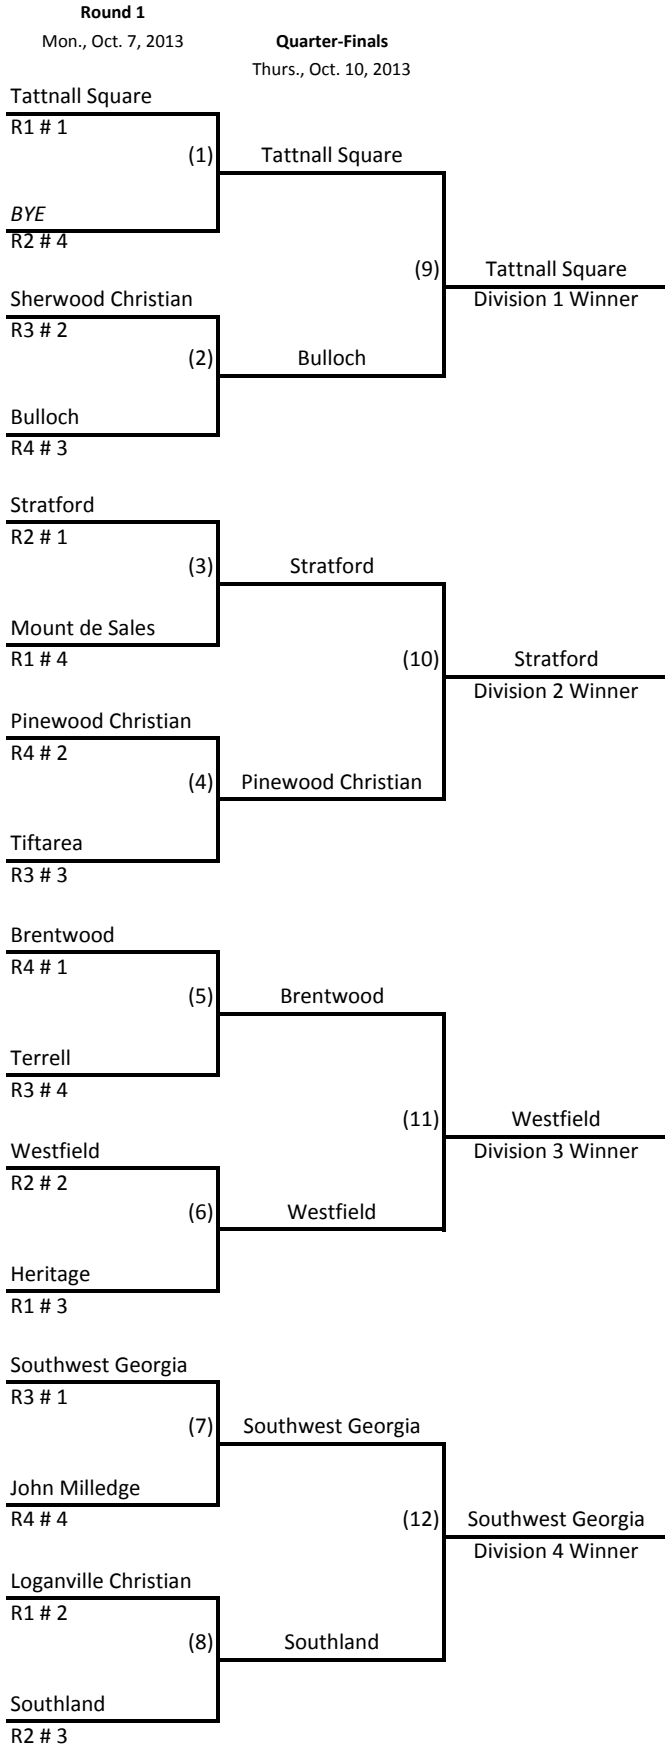 Round 1
Mon., Oct. 7, 2013
Quarter-Finals
Thurs., Oct. 10, 2013
Tattnall Square
R1 # 1
(1)
Tattnall Square
BYE
R2 # 4
(9)
Tattnall Square
Division 1 Winner
Sherwood Christian
R3 # 2
(2)
Bulloch
Bulloch
R4 # 3
Stratford
R2 # 1
(3)
Stratford
Mount de Sales
R1 # 4
(10)
Stratford
Division 2 Winner
Pinewood Christian
R4 # 2
(4)
Pinewood Christian
Tiftarea
R3 # 3
Brentwood
R4 # 1
(5)
Brentwood
Terrell
R3 # 4
(11)
Westfield
Division 3 Winner
Westfield
R2 # 2
(6)
Westfield
Heritage
R1 # 3
Southwest Georgia
R3 # 1
(7)
Southwest Georgia
John Milledge
R4 # 4
(12)
Southwest Georgia
Division 4 Winner
Loganville Christian
R1 # 2
(8)
Southland
Southland
R2 # 3